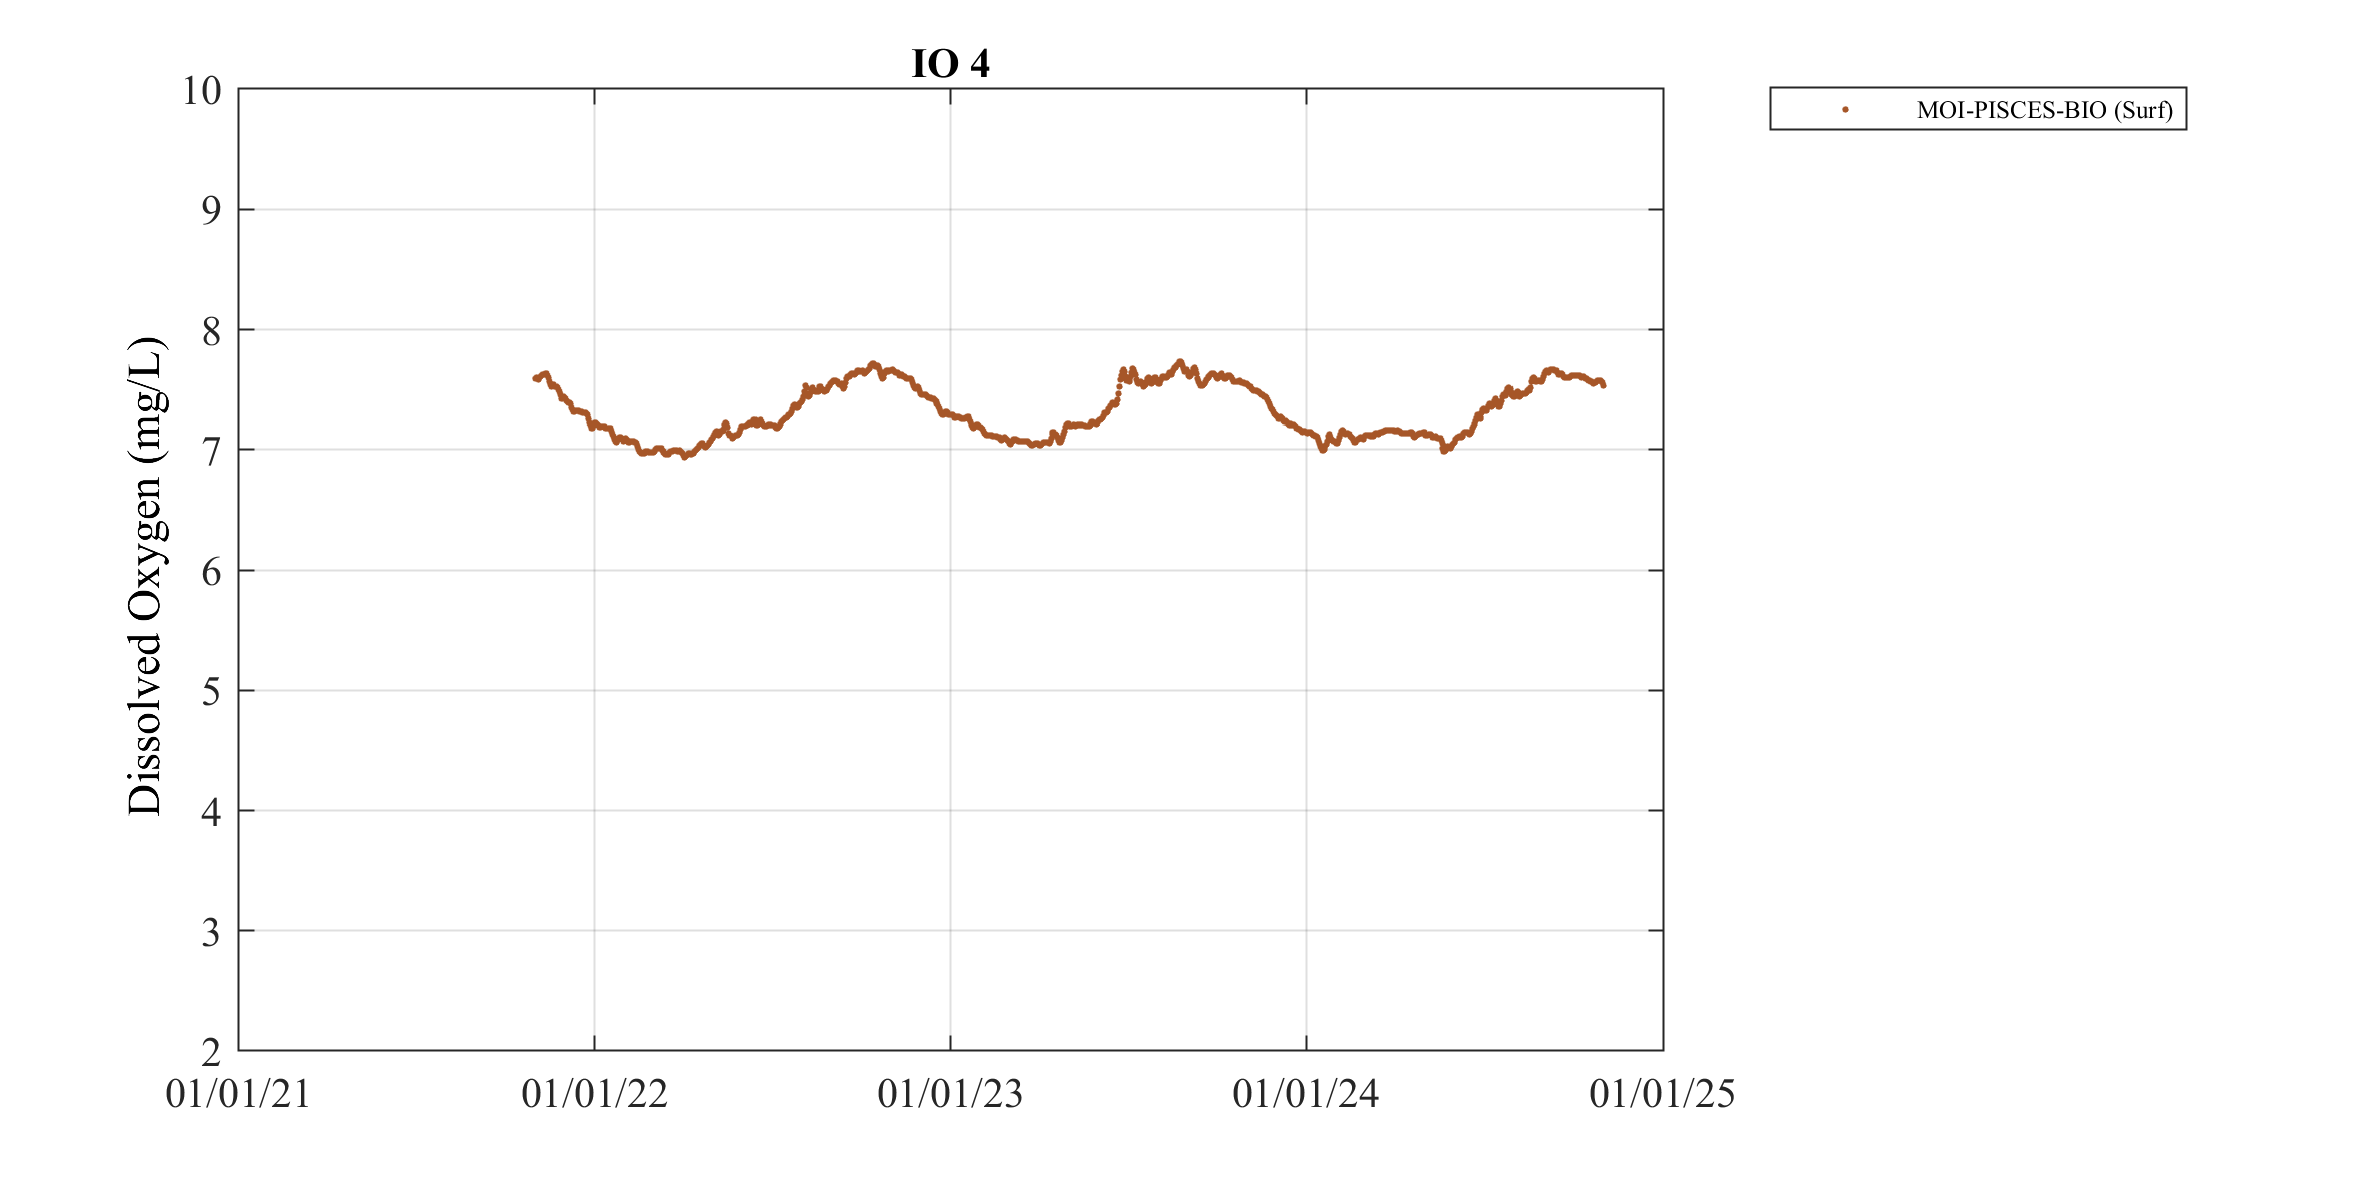 IO 4
MOI-PISCES-BIO (Surf)
Dissolved Oxygen (mg/L)
10
9
8
7
6
5
4
3
2
01/01/21 01/01/22 01/01/23 01/01/24 01/01/25